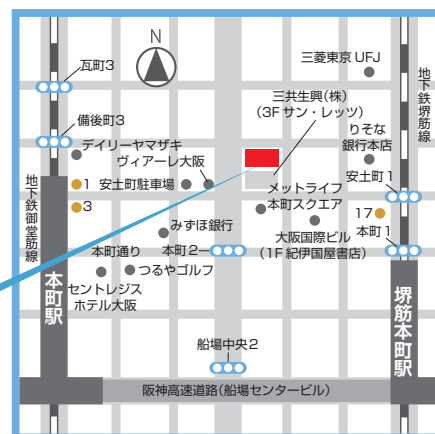 N
三菱東京 UFJ
瓦町3
地下鉄堺筋線
三共生興(株)
(3F サン・レッツ)
備後町3
りそな
銀行本店
デイリーヤマザキ
ヴィアーレ大阪
安土町1
地下鉄御堂筋線
1
安土町駐車場
メットライフ
本町スクエア
3
17
みずほ銀行
大阪国際ビル
(1F 紀伊国屋書店)
本町1
本町通り
本町2
つるやゴルフ
セントレジス
ホテル大阪
本町駅
堺筋本町駅
船場中央2
阪神高速道路(船場センタービル)